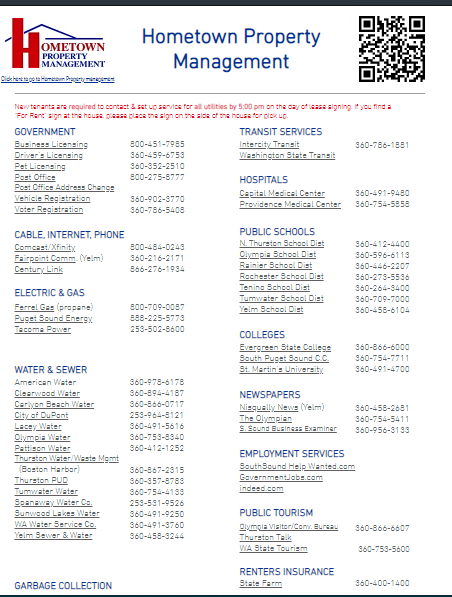 HOMETOWN
PROPERTY
MANAGEMENT
Click here to go to Hometown Property management
Hometown Property
Management
New tenants are required to contact & set up service for all utilities by 5:00 pm on the day of lease signing. If you find a
"For Rent" sign at the house, please place the sign on the side of the house for pick up.
GOVERNMENT
Business Licensing 800-451-7985
Driver's Licensing 360-459-6753
Pet Licensing 360-352-2510
Post Office 800-275-8777
Post Office Address Change
Vehicle Registration 360-902-3770
Voter Registration 360-786-5408
CABLE, INTERNET, PHONE
Comcast/Xfinity 800-484-0243
Fairpoint Comm. (Yelm) 360-216-2171
Century Link 866-276-1934
ELECTRIC & GAS
Ferrel Gas (propane) 800-709-0087
Puget Sound Energy 888-225-5773
Tacoma Power 253-502-8600
WATER & SEWER
American Water 360-978-6178
Clearwood Water 360-894-4187
Carlyon Beach Water 360-866-0717
City of DuPont 253-964-8121
Lacey Water 360-491-5616
Olympia Water 360-753-8340
Pattison Water 360-412-1252
Thurston Water/Waste Mgmt
(Boston Harbor) 360-867-2315
Thurston PUD 360-357-8783
Tumwater Water 360-754-4133
Spanaway Water Co. 253-531-9526
Sunwood Lakes Water 360-491-9250
WA Water Service Co. 360-491-3760
Yelm Sewer & Water 360-458-3244
GARBAGE COLLECTION
TRANSIT SERVICES
Intercity Transit 360-786-1881
Washington State Transit
HOSPITALS
Capital Medical Center 360-491-9480
Providence Medical Center 360-754-5858
PUBLIC SCHOOLS
N. Thurston School Dist 360-412-4400
Olympia School Dist 360-596-6113
Rainier School Dist 360-446-2207
Rochester School Dist 360-273-5536
Tenino School Dist 360-264-3400
Tumwater School Dist 360-709-7000
Yelm School Dist 360-458-6104
COLLEGES
Evergreen State College 360-866-6000
South Puget Sound C.C. 360-754-7711
St. Martin's University 360-491-4700
NEWSPAPERS
Nisqually News (Yelm) 360-458-2681
The Olympian 360-754-5411
S. Sound Business Examiner 360-956-3133
EMPLOYMENT SERVICES
SouthSound Help Wanted.com
GovernmentJobs.com
indeed.com
PUBLIC TOURISM
Olympia Visitor/Conv. Bureau 360-866-6607
Thurston Talk
WA State Tourism 360-753-5600
RENTERS INSURANCE
State Farm 360-400-1400